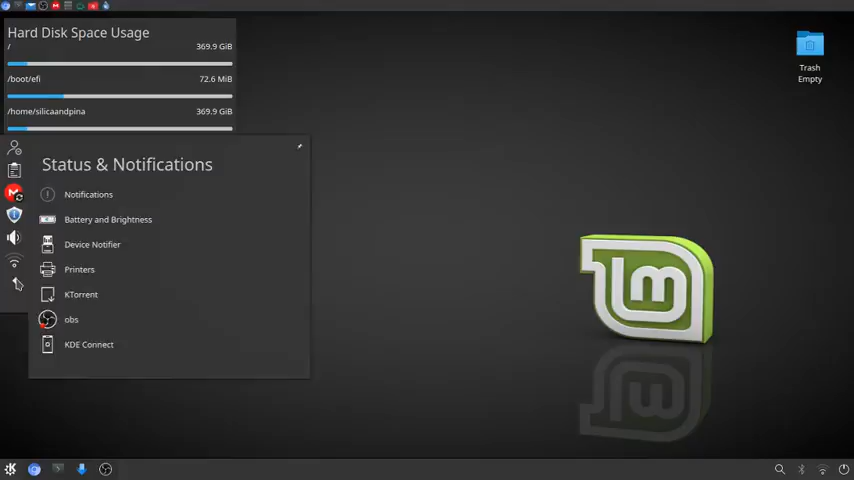 Hard Disk Space Usage
/ 369.9 GiB
/boot/efi 72.6 MiB
/home/silicaandpina 369.9 GiB
Trash
Empty
Status & Notifications
Notifications
Battery and Brightness
Device Notifier
Printers
KTorrent
obs
KDE Connect
lm